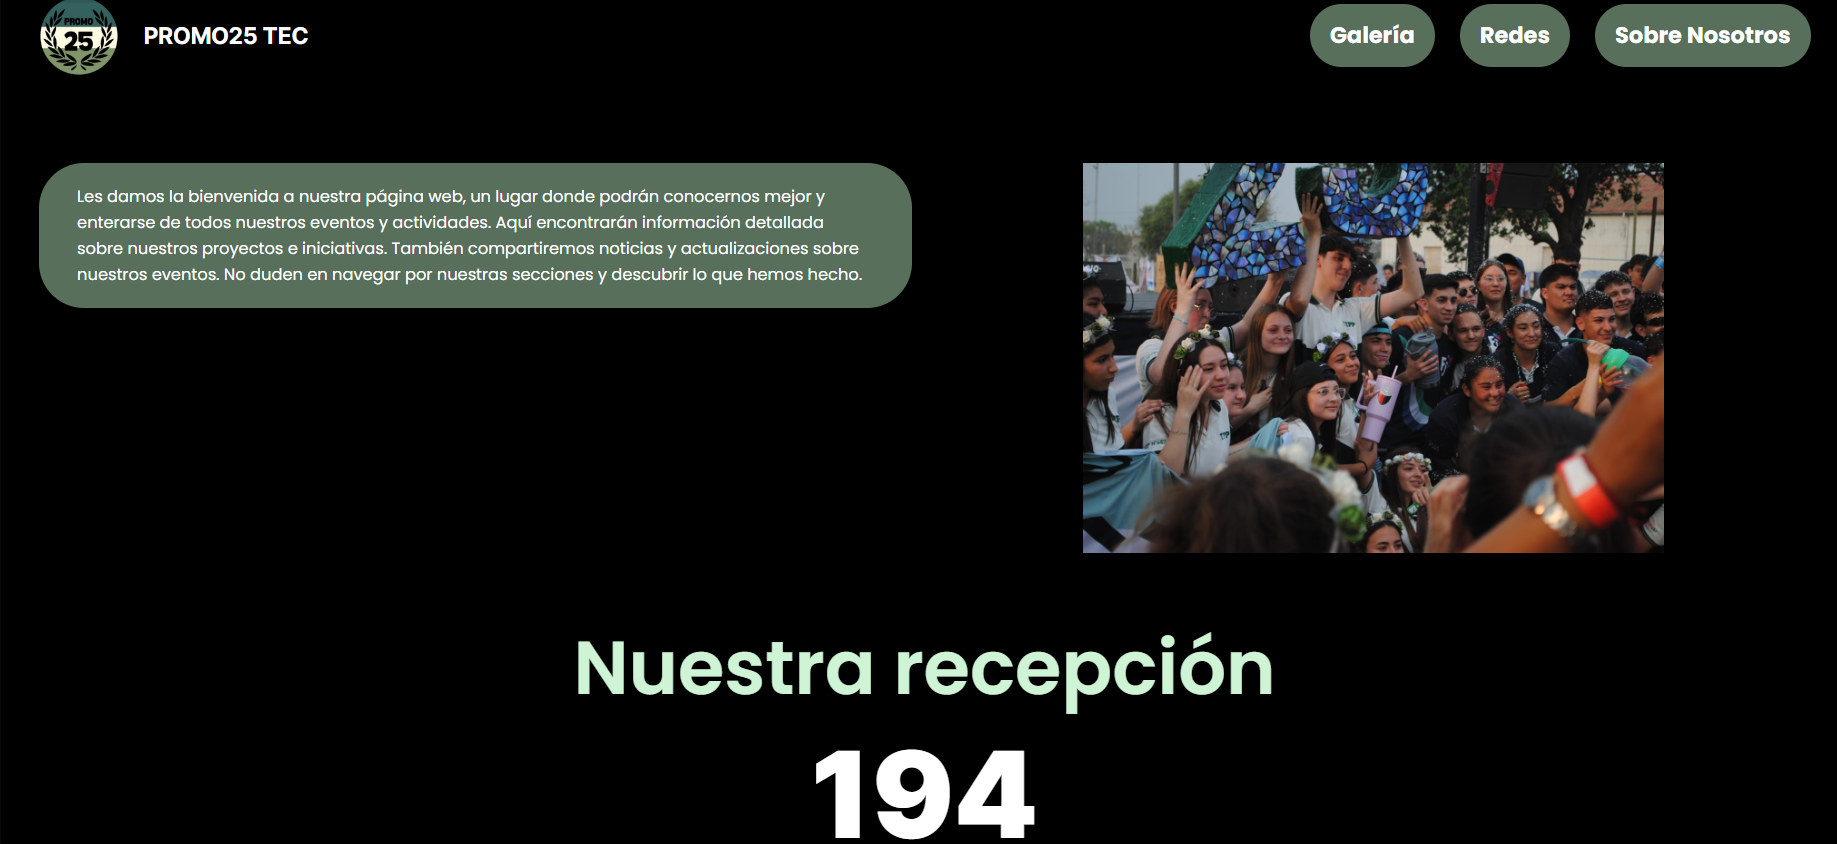 PROMO
25
PROMO25 TEC
Galería
Redes
Sobre Nosotros
Les damos la bienvenida a nuestra página web, un lugar donde podrán conocernos mejor y
enterarse de todos nuestros eventos y actividades. Aquí encontrarán información detallada
sobre nuestros proyectos e iniciativas. También compartiremos noticias y actualizaciones sobre
nuestros eventos. No duden en navegar por nuestras secciones y descubrir lo que hemos hecho.
Nuestra recepción
194